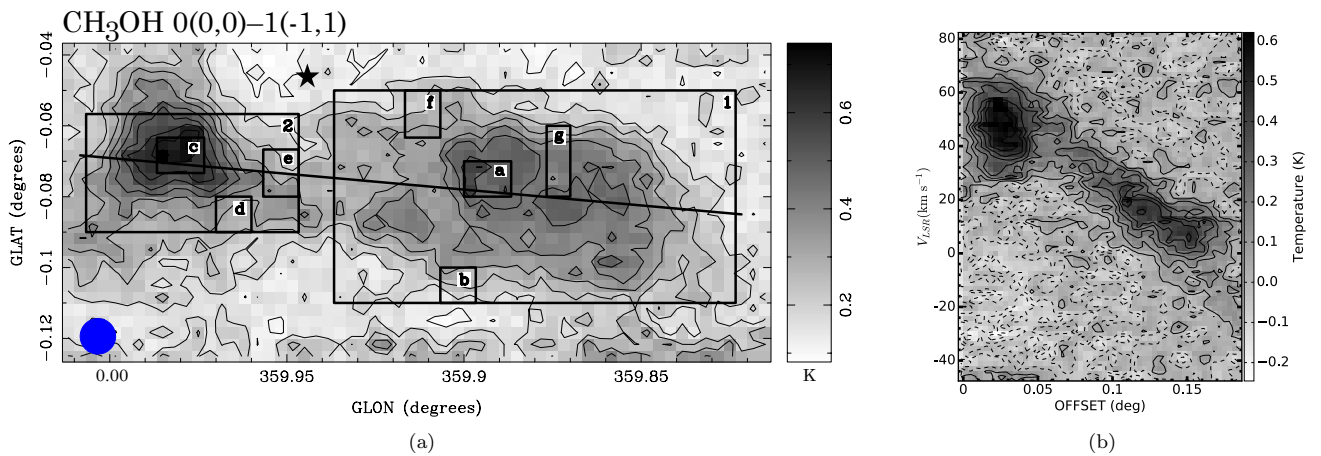 CH3OH 0(0,0)–1(-1,1)
GLAT (degrees)
−0.04
−0.06
−0.08
−0.1
−0.12
0.00
359.95
359.9
359.85
GLON (degrees)
1
2
a
b
c
d
e
f
g
0.6
0.4
0.2
K
(a)
VLSR(km s−1)
80
60
40
20
0
-20
-40
0
0.05
0.1
0.15
OFFSET (deg)
0.6
0.5
0.4
0.3
0.2
0.1
0.0
−0.1
−0.2
Temperature (K)
(b)